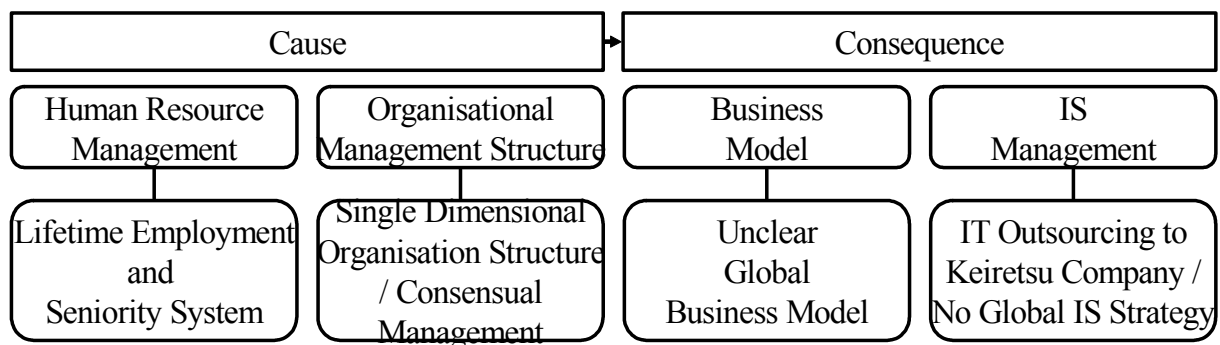 Cause
Consequence
Human Resource
Management
Organisational
Management Structure
Business
Model
IS
Management
Lifetime Employment
and
Seniority System
Single Dimensional
Organisation Structure
/ Consensual
Management
Unclear
Global
Business Model
IT Outsourcing to
Keiretsu Company /
No Global IS Strategy